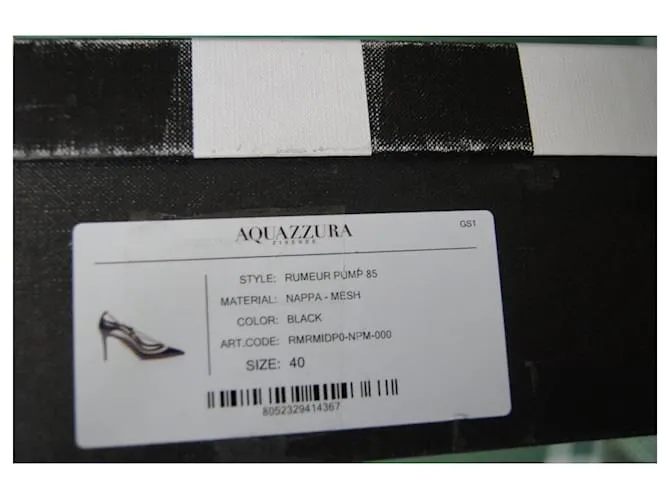 AQUAZZURA
FIRENZE
GS1
STYLE: RUMEUR PUMP 85
MATERIAL: NAPPA - MESH
COLOR: BLACK
ART.CODE: RMRMIDP0-NPM-000
SIZE: 40
8052329414367